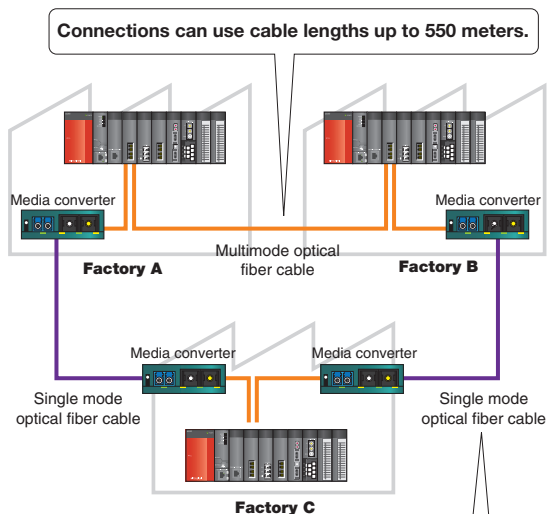 Connections can use cable lengths up to 550 meters.
Media converter
Media converter
Factory A
Multimode optical
fiber cable
Factory B
Media converter
Media converter
Single mode
optical fiber cable
Single mode
optical fiber cable
Factory C